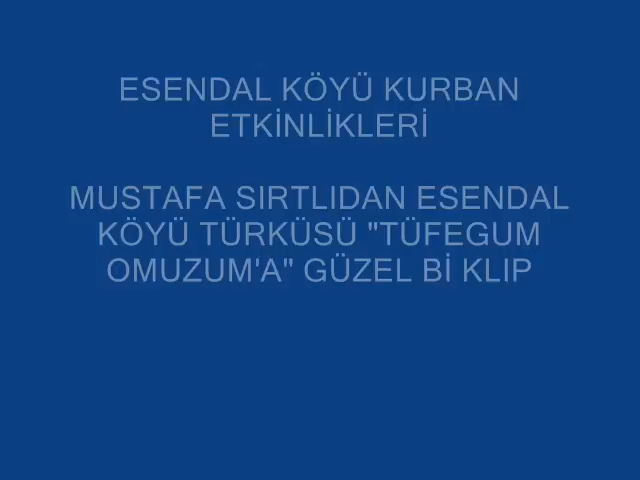 ESENDAL KÖYÜ KURBAN
ETKİNLİKLERİ
MUSTAFA SIRTLIDAN ESENDAL
KÖYÜ TÜRKÜSÜ "TÜFEGUM
OMUZUM'A" GÜZEL Bİ KLIP